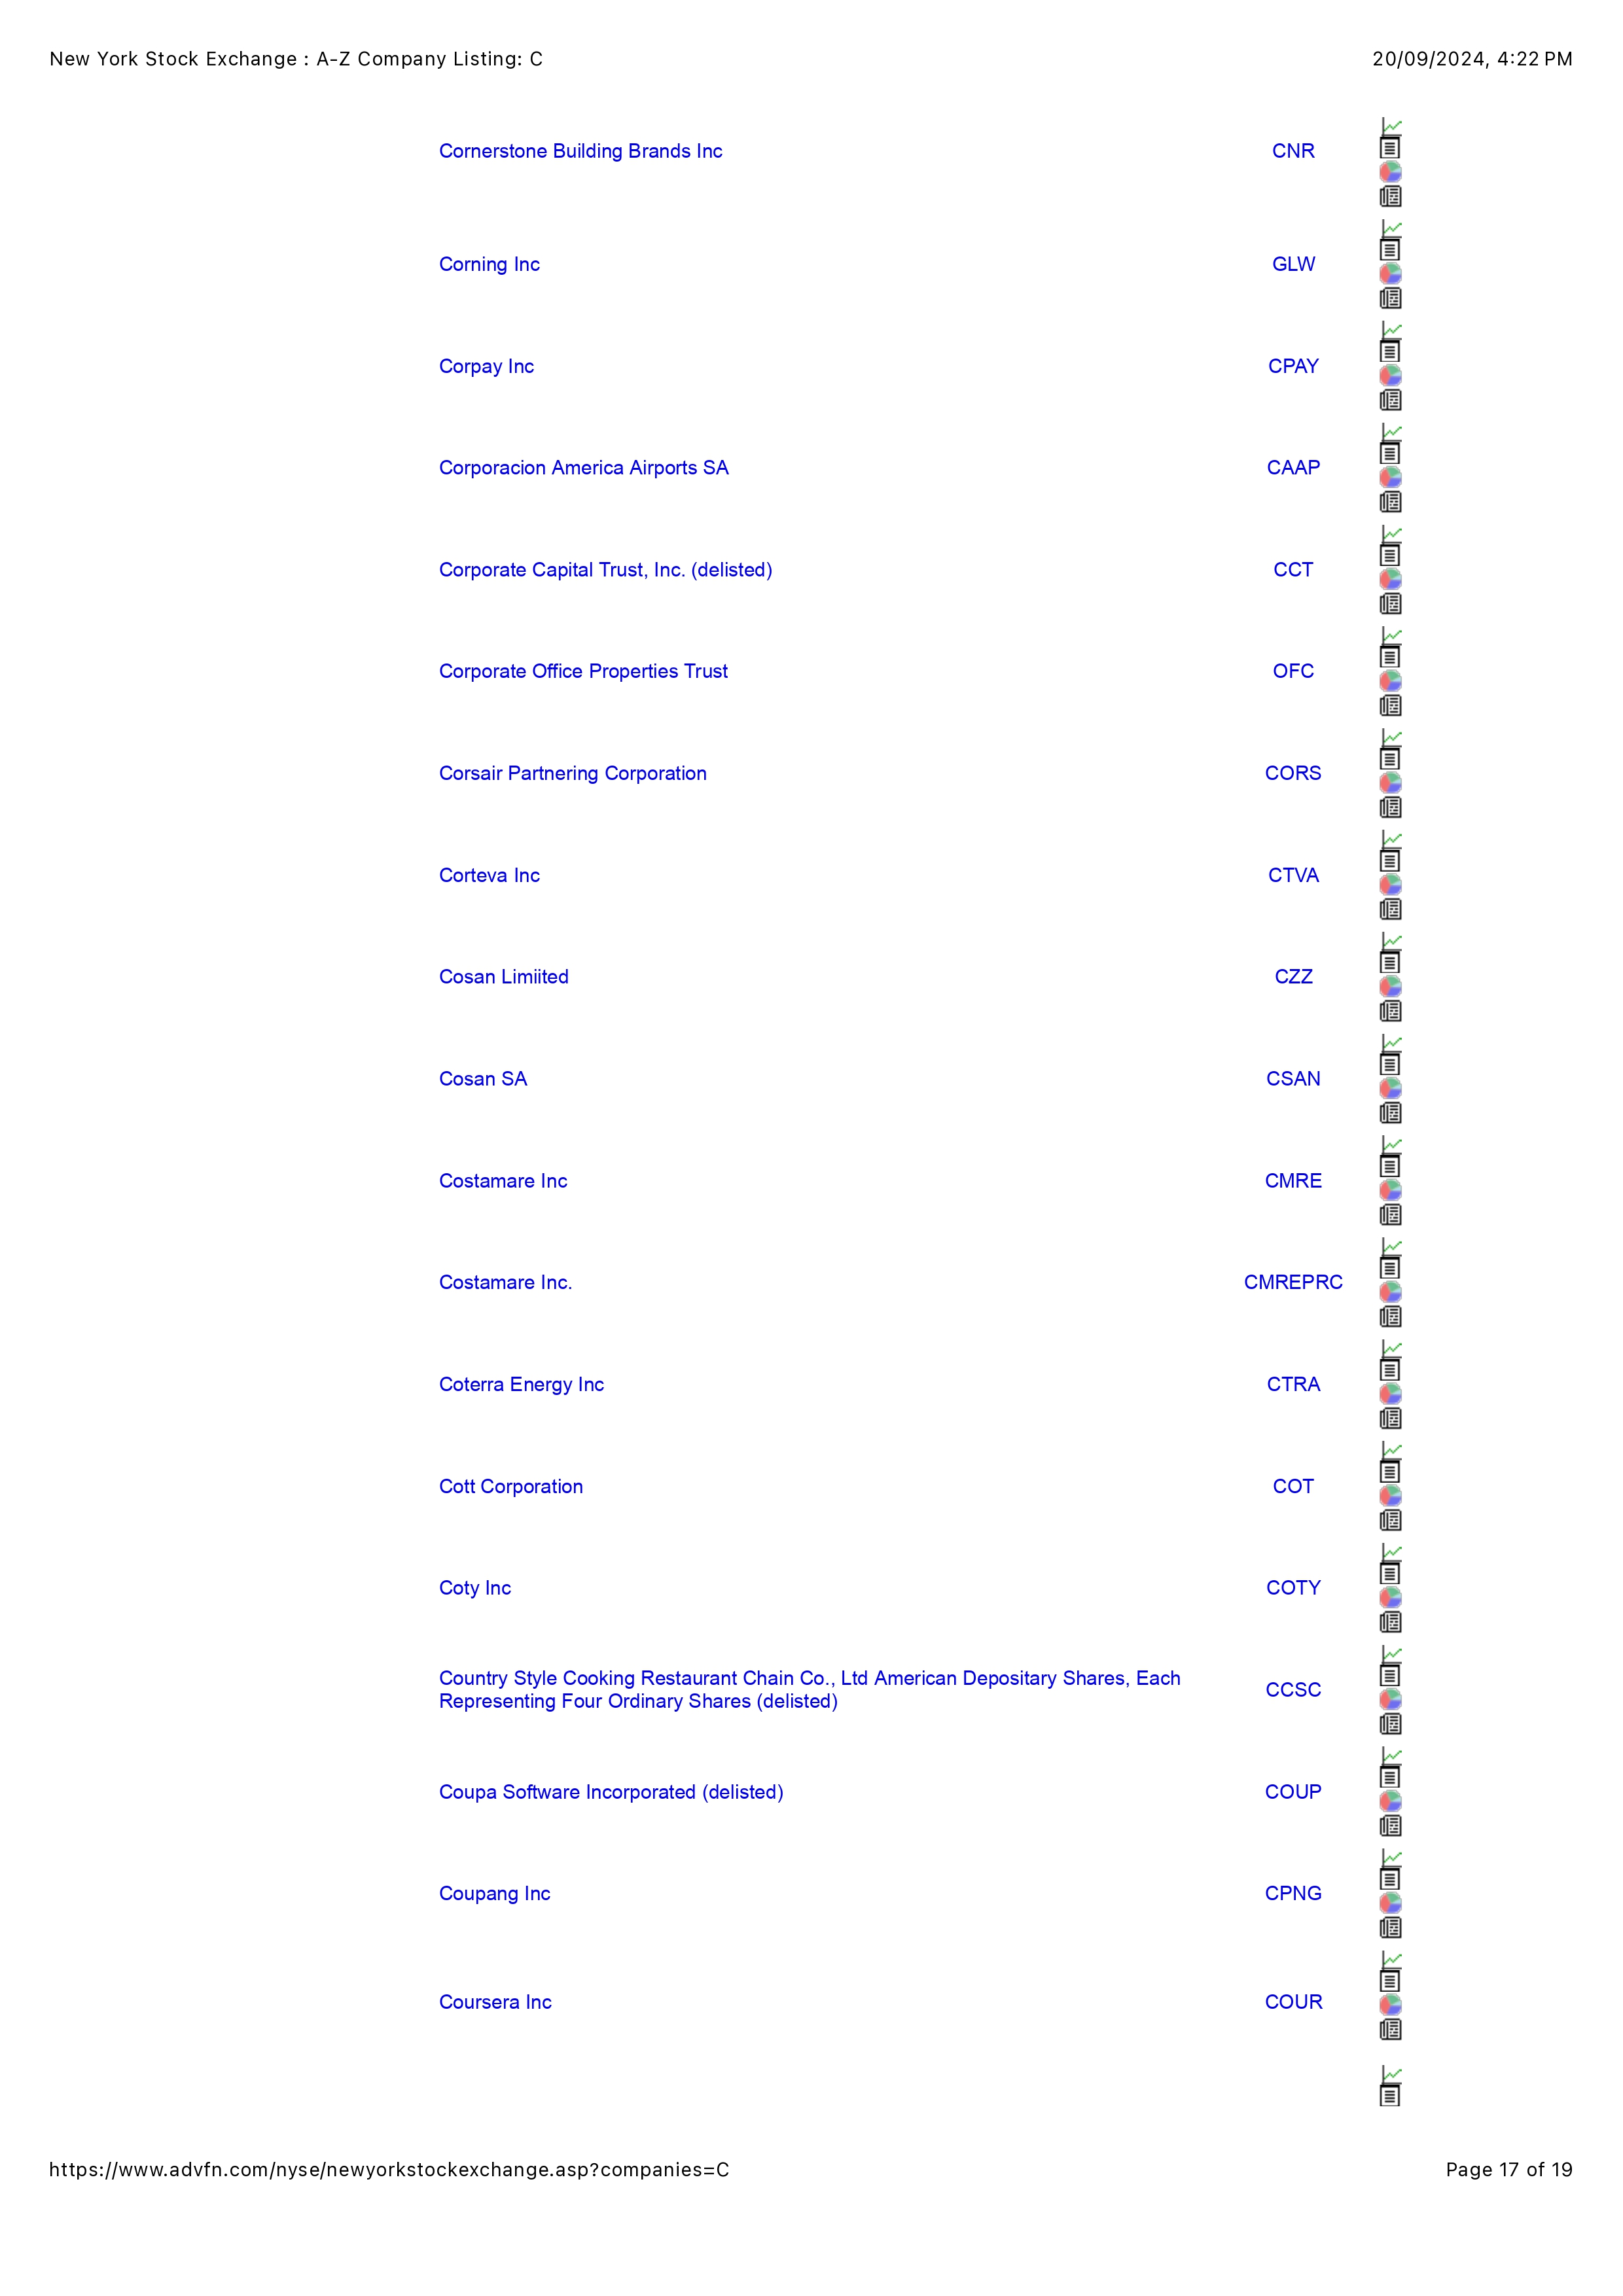 New York Stock Exchange : A-Z Company Listing: C 20/09/2024, 4:22 PM
Cornerstone Building Brands Inc CNR
Corning Inc GLW
Corpay Inc CPAY
Corporacion America Airports SA CAAP
Corporate Capital Trust, Inc. (delisted) CCT
Corporate Office Properties Trust OFC
Corsair Partnering Corporation CORS
Corteva Inc CTVA
Cosan Limiited CZZ
Cosan SA CSAN
Costamare Inc CMRE
Costamare Inc. CMREPRC
Coterra Energy Inc CTRA
Cott Corporation COT
Coty Inc COTY
Country Style Cooking Restaurant Chain Co., Ltd American Depositary Shares, Each
Representing Four Ordinary Shares (delisted) CCSC
Coupa Software Incorporated (delisted) COUP
Coupang Inc CPNG
Coursera Inc COUR
https://www.advfn.com/nyse/newyorkstockexchange.asp?companies=C Page 17 of 19